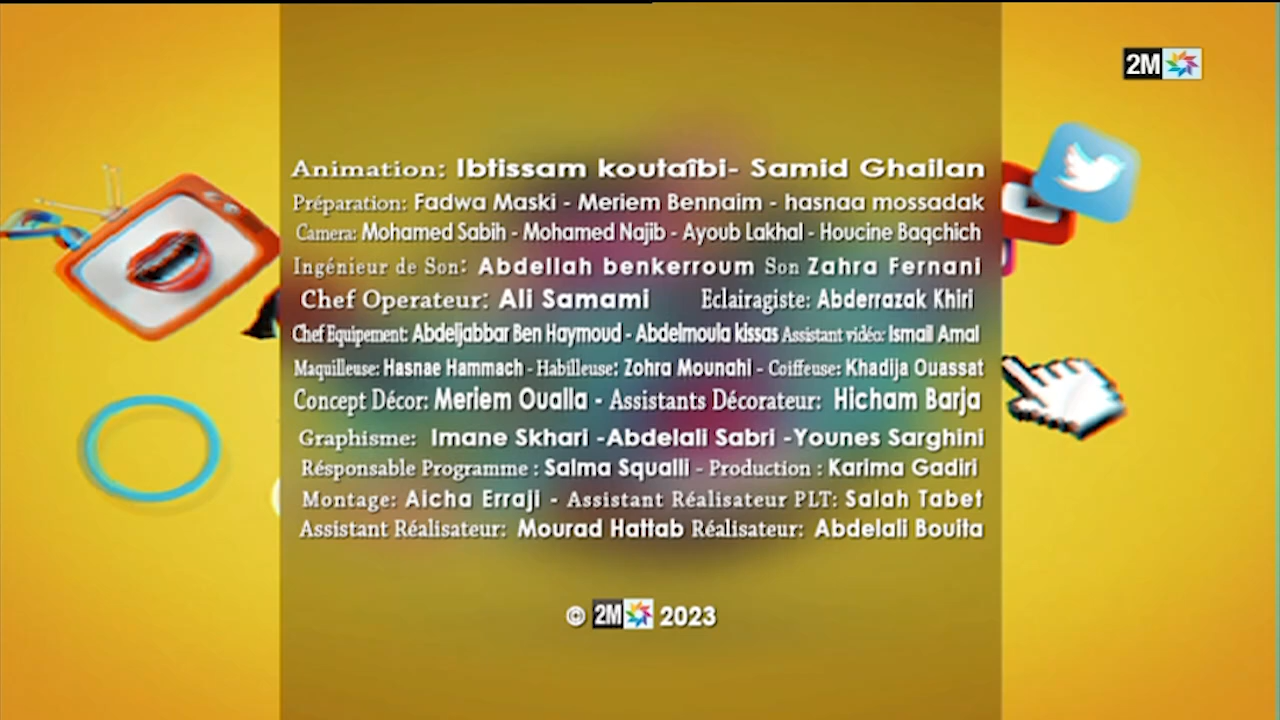 2M
Animation: Ibtissam koutaîbi- Samid Ghailan
Préparation: Fadwa Maski - Meriem Bennaim - hasnaa mossadak
Camera: Mohamed Sabih - Mohamed Najib - Ayoub Lakhal - Houcine Baqchich
Ingénieur de Son: Abdellah benkerroum Son Zahra Fernani
Chef Operateur: Ali Samami Eclairagiste: Abderrazak Khiri
Chef Equipement: Abdeljabbar Ben Haymoud - Abdelmoula kissas Assistant vidéo: Ismail Amal
Maquilleuse: Hasnae Hammach - Habilleuse: Zohra Mounahi - Coiffeuse: Khadija Ouassat
Concept Décor: Meriem Oualla - Assistants Décorateur: Hicham Barja
Graphisme: Imane Skhari -Abdelali Sabri -Younes Sarghini
Résponsable Programme : Salma Squalli - Production : Karima Gadiri
Montage: Aicha Erraji - Assistant Réalisateur PLT: Salah Tabet
Assistant Réalisateur: Mourad Hattab Réalisateur: Abdelali Bouita
© 2M 2023